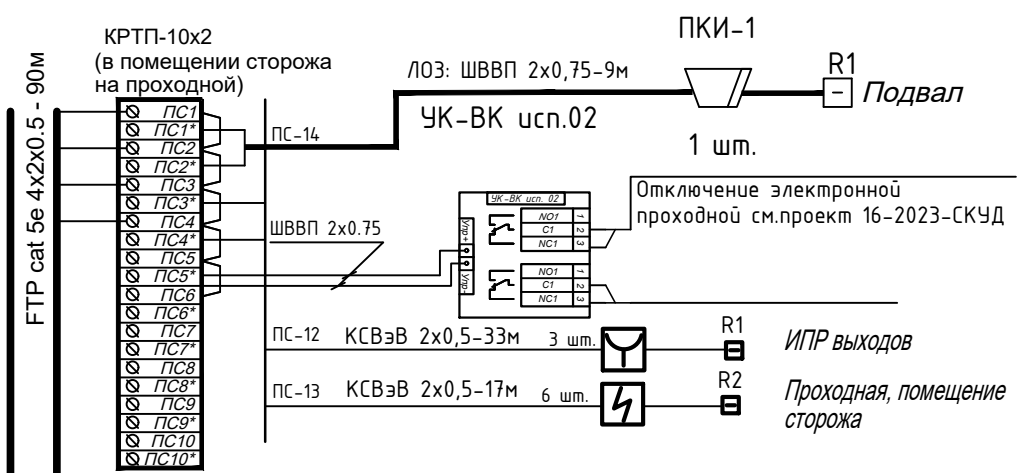 КРТП-10х2
(в помещении сторожа
на проходной)
FTP cat 5e 4x2x0.5 - 90м
ПС1
ПС1*
ПС2
ПС2*
ПС3
ПС3*
ПС4
ПС4*
ПС5
ПС5*
ПС6
ПС6*
ПС7
ПС7*
ПС8
ПС8*
ПС9
ПС9*
ПС10
ПС10*
ПС-14
ЛОЗ: ШВВП 2х0,75-9м
УК-ВК исп.02
ПКИ-1
1 шт.
R1
Подвал
ШВВП 2х0.75
УК-ВК исп. 02
Упр +
Упр-
NO1 1
C1 2
NC1 3
NO1 1
C1 2
NC1 3
Отключение электронной
проходной см.проект 16-2023-СКУД
ПС-12 КСВэВ 2х0,5-33м 3 шт.
R1
ИПР выходов
ПС-13 КСВэВ 2х0,5-17м 6 шт.
R2
Проходная, помещение
сторожа